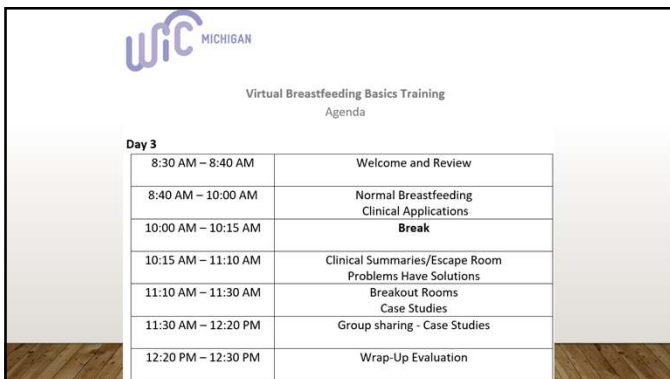 WiC MICHIGAN
Virtual Breastfeeding Basics Training
Agenda
Day 3
8:30 AM – 8:40 AM Welcome and Review
8:40 AM – 10:00 AM Normal Breastfeeding
Clinical Applications
10:00 AM – 10:15 AM Break
10:15 AM – 11:10 AM Clinical Summaries/Escape Room
Problems Have Solutions
11:10 AM – 11:30 AM Breakout Rooms
Case Studies
11:30 AM – 12:20 PM Group sharing - Case Studies
12:20 PM – 12:30 PM Wrap-Up Evaluation